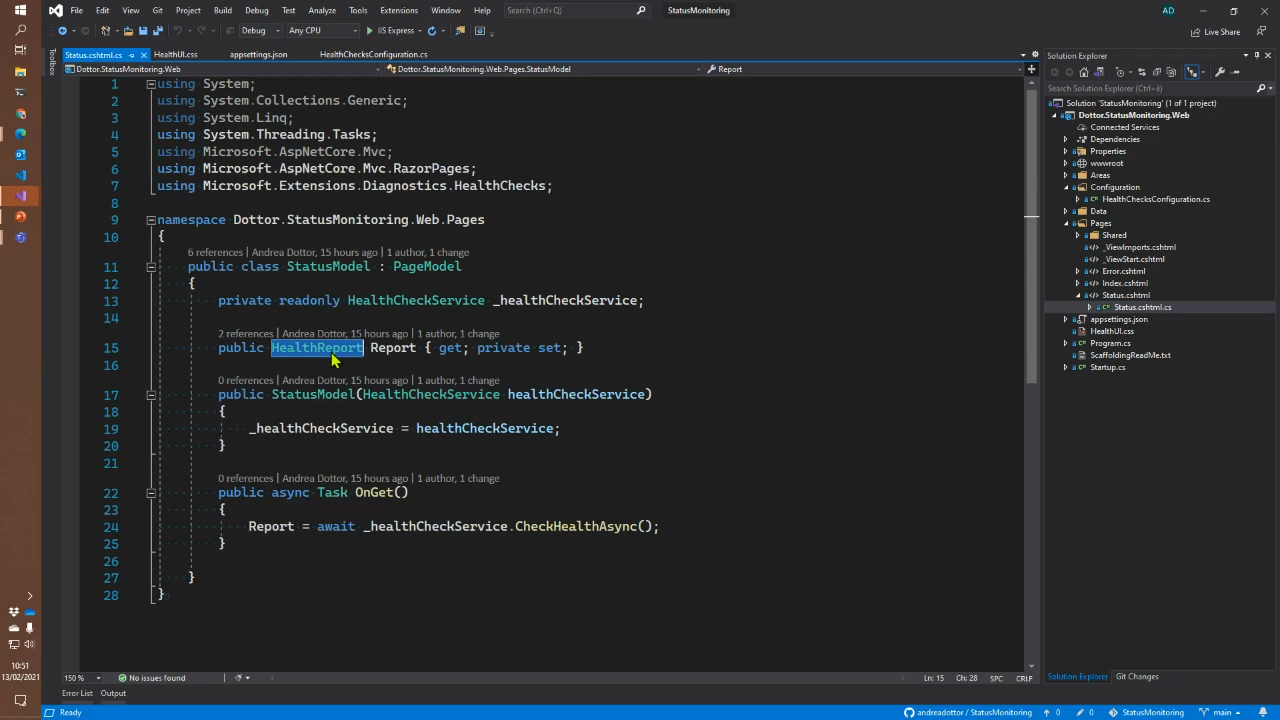 File Edit View Git Project Build Debug Test Analyze Tools Extensions Window Help Search (Ctrl+Q) StatusMonitoring AD
Debug Any CPU IIS Express Live Share
Status.cshtml.cs HealthUI.css appsettings.json HealthChecksConfiguration.cs
Dottor.StatusMonitoring.Web Dottor.StatusMonitoring.Web.Pages.StatusModel Report
Toolbox
1 using System;
2 using System.Collections.Generic;
3 using System.Linq;
4 using System.Threading.Tasks;
5 using Microsoft.AspNetCore.Mvc;
6 using Microsoft.AspNetCore.Mvc.RazorPages;
7 using Microsoft.Extensions.Diagnostics.HealthChecks;
8
9 namespace Dottor.StatusMonitoring.Web.Pages
10 {
6 references | Andrea Dottor, 15 hours ago | 1 author, 1 change
11 public class StatusModel : PageModel
12 {
13 private readonly HealthCheckService _healthCheckService;
14
2 references | Andrea Dottor, 15 hours ago | 1 author, 1 change
15 public HealthReport Report { get; private set; }
16
0 references | Andrea Dottor, 15 hours ago | 1 author, 1 change
17 public StatusModel(HealthCheckService healthCheckService)
18 {
19 _healthCheckService = healthCheckService;
20 }
21
0 references | Andrea Dottor, 15 hours ago | 1 author, 1 change
22 public async Task OnGet()
23 {
24 Report = await _healthCheckService.CheckHealthAsync();
25 }
26
27 }
28 }
Solution Explorer
Search Solution Explorer (Ctrl+è)
Solution 'StatusMonitoring' (1 of 1 project)
Dottor.StatusMonitoring.Web
Connected Services
Dependencies
Properties
wwwroot
Areas
Configuration
HealthChecksConfiguration.cs
Data
Pages
Shared
_ViewImports.cshtml
_ViewStart.cshtml
Error.cshtml
Index.cshtml
Status.cshtml
Status.cshtml.cs
appsettings.json
HealthUI.css
Program.cs
ScaffoldingReadMe.txt
Startup.cs
10:51
13/02/2021
150 % No issues found Ln: 15 Ch: 28 SPC CRLF
Solution Explorer Git Changes
Error List Output
Ready andreadottor / StatusMonitoring 0 0 StatusMonitoring main